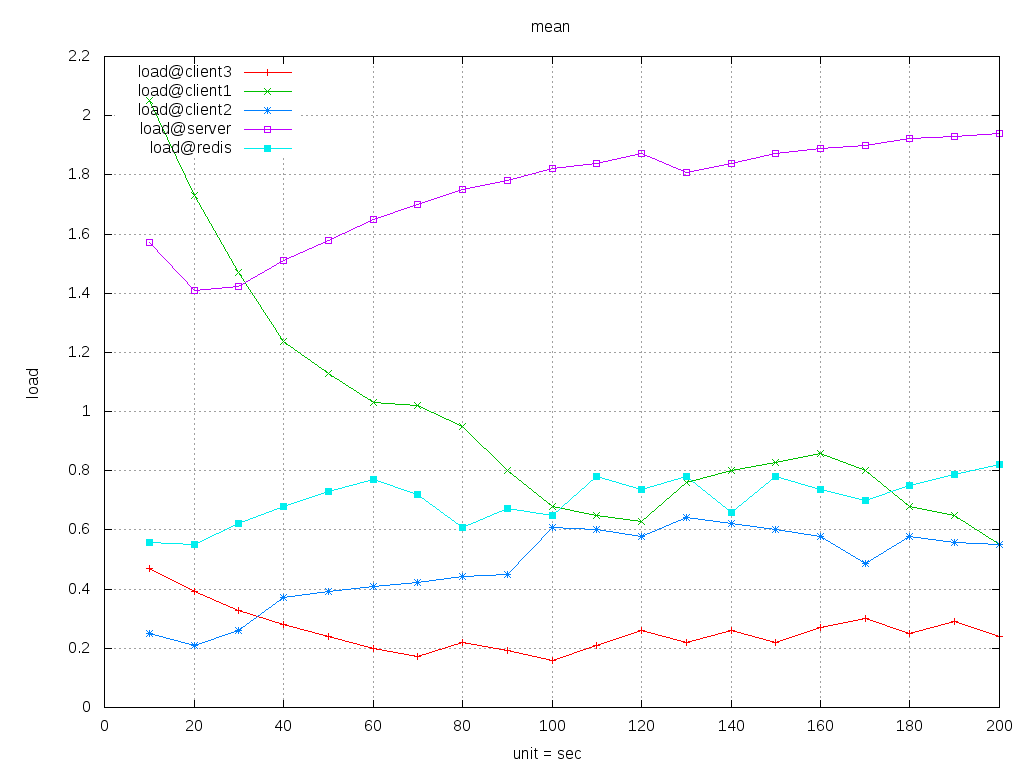 mean
2.2
2
1.8
1.6
1.4
1.2
1
0.8
0.6
0.4
0.2
0
load
load@client3
load@client1
load@client2
load@server
load@redis
0 20 40 60 80 100 120 140 160 180 200
unit = sec